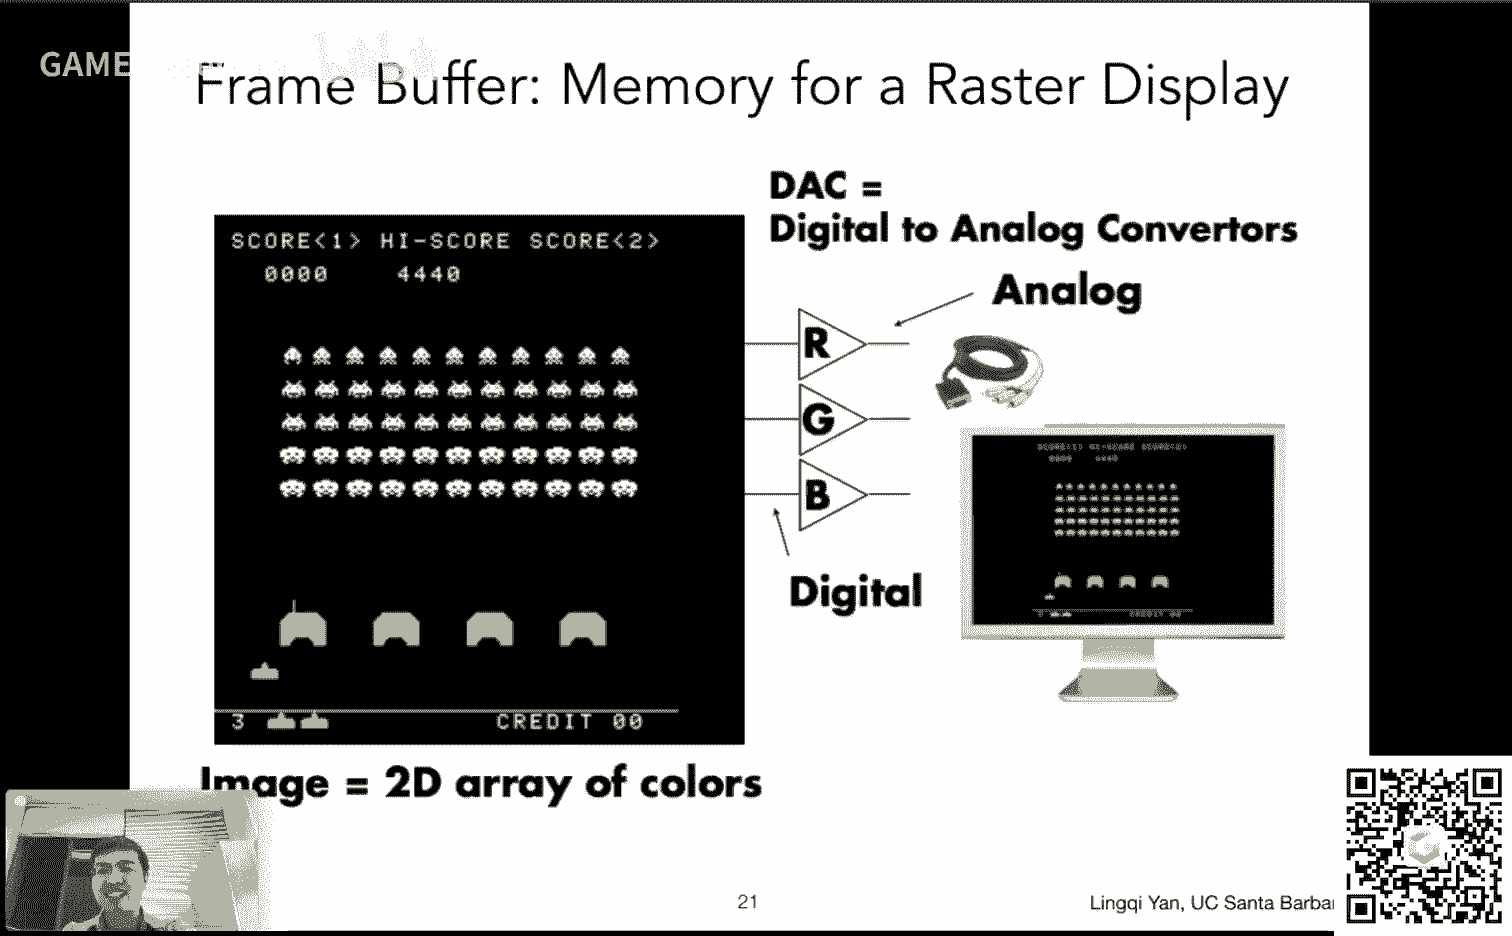 GAME
Frame Buffer: Memory for a Raster Display
DAC =
Digital to Analog Convertors
Analog
SCORE<1> HI-SCORE SCORE<2>
0000 4440
R
G
B
Digital
3 CREDIT 00
Image = 2D array of colors
21
Lingqi Yan, UC Santa Barbar